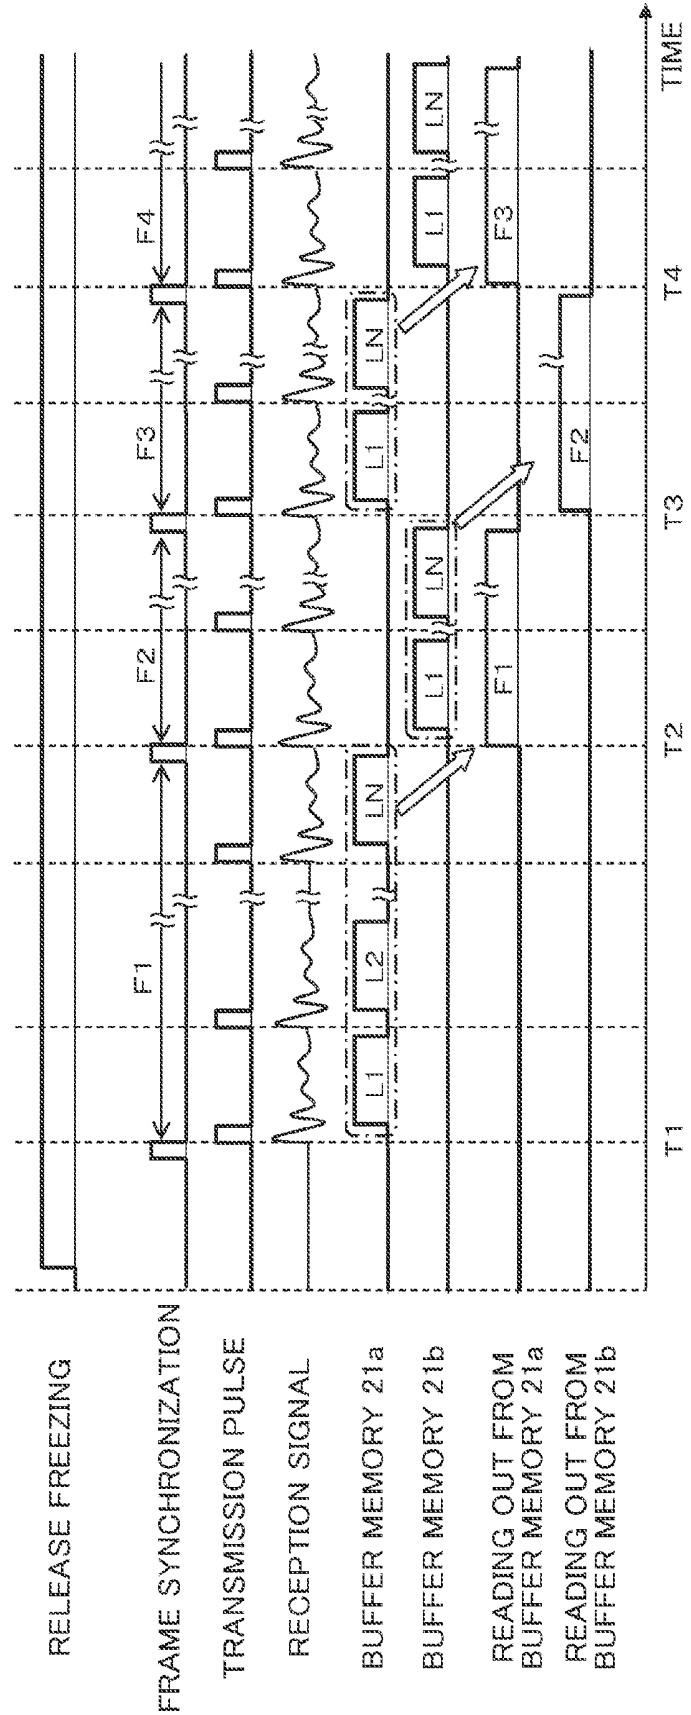 RELEASE FREEZING
FRAME SYNCHRONIZATION
F1
F2
F3
F4
TRANSMISSION PULSE
RECEPTION SIGNAL
BUFFER MEMORY 21a
L1
L2
LN
L1
LN
BUFFER MEMORY 21b
L1
LN
L1
LN
READING OUT FROM
BUFFER MEMORY 21a
F1
F3
READING OUT FROM
BUFFER MEMORY 21b
F2
T1
T2
T3
T4
TIME